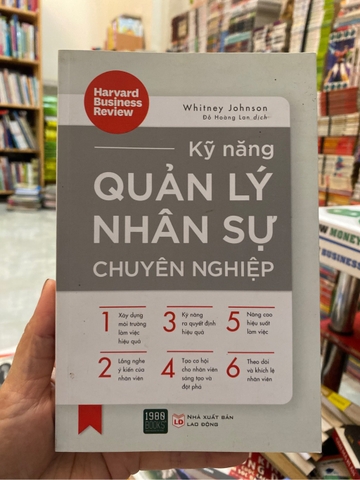 Harvard
Business
Review
Whitney Johnson
Đỗ Hoàng Lan dịch
Kỹ năng
QUẢN LÝ
NHÂN SỰ
CHUYÊN NGHIỆP
1 Xây dựng
môi trường
làm việc
hiệu quả
3 Kỹ năng
ra quyết định
hiệu quả
5 Nâng cao
hiệu suất
làm việc
2 Lắng nghe
ý kiến của
nhân viên
4 Tạo cơ hội
cho nhân viên
sáng tạo và
đột phá
6 Theo dõi
và khích lệ
nhân viên
1980
BOOKS
LD
NHÀ XUẤT BẢN
LAO ĐỘNG
MONEY
BUSINESS